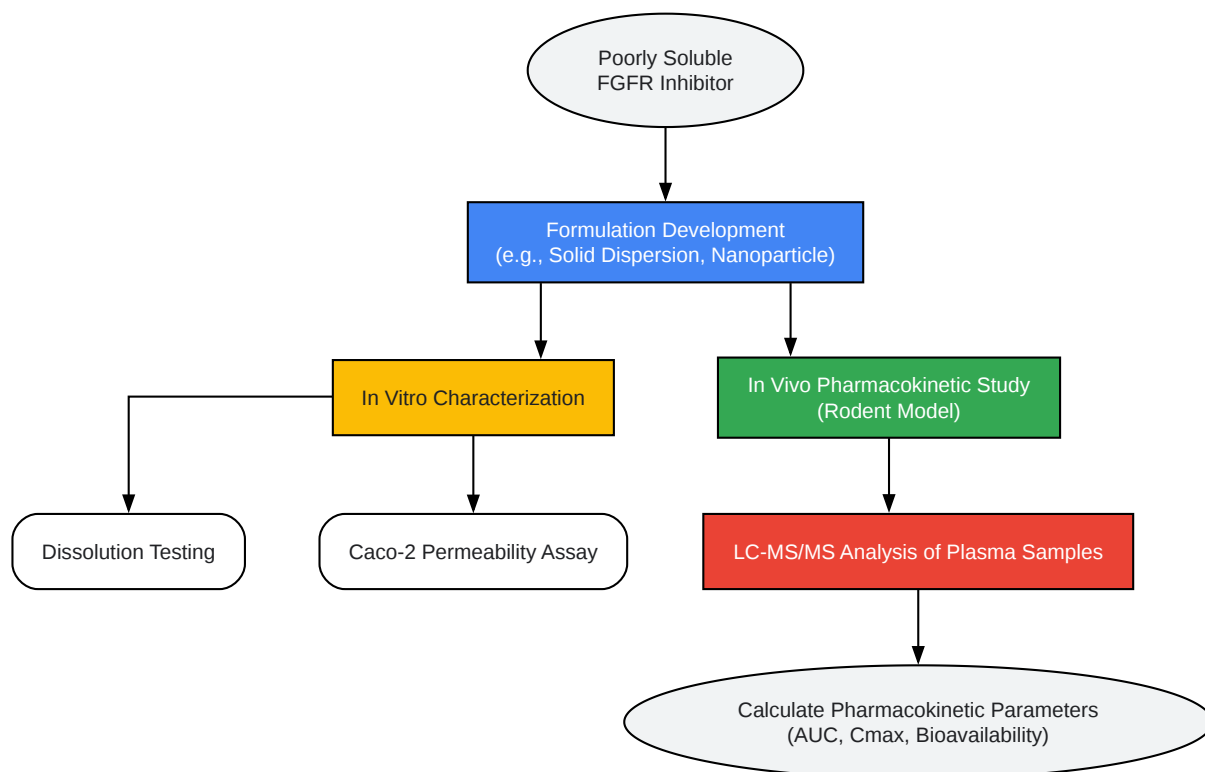 Poorly Soluble
FGFR Inhibitor
Formulation Development
(e.g., Solid Dispersion, Nanoparticle)
In Vitro Characterization
In Vivo Pharmacokinetic Study
(Rodent Model)
Dissolution Testing
Caco-2 Permeability Assay
LC-MS/MS Analysis of Plasma Samples
Calculate Pharmacokinetic Parameters
(AUC, Cmax, Bioavailability)